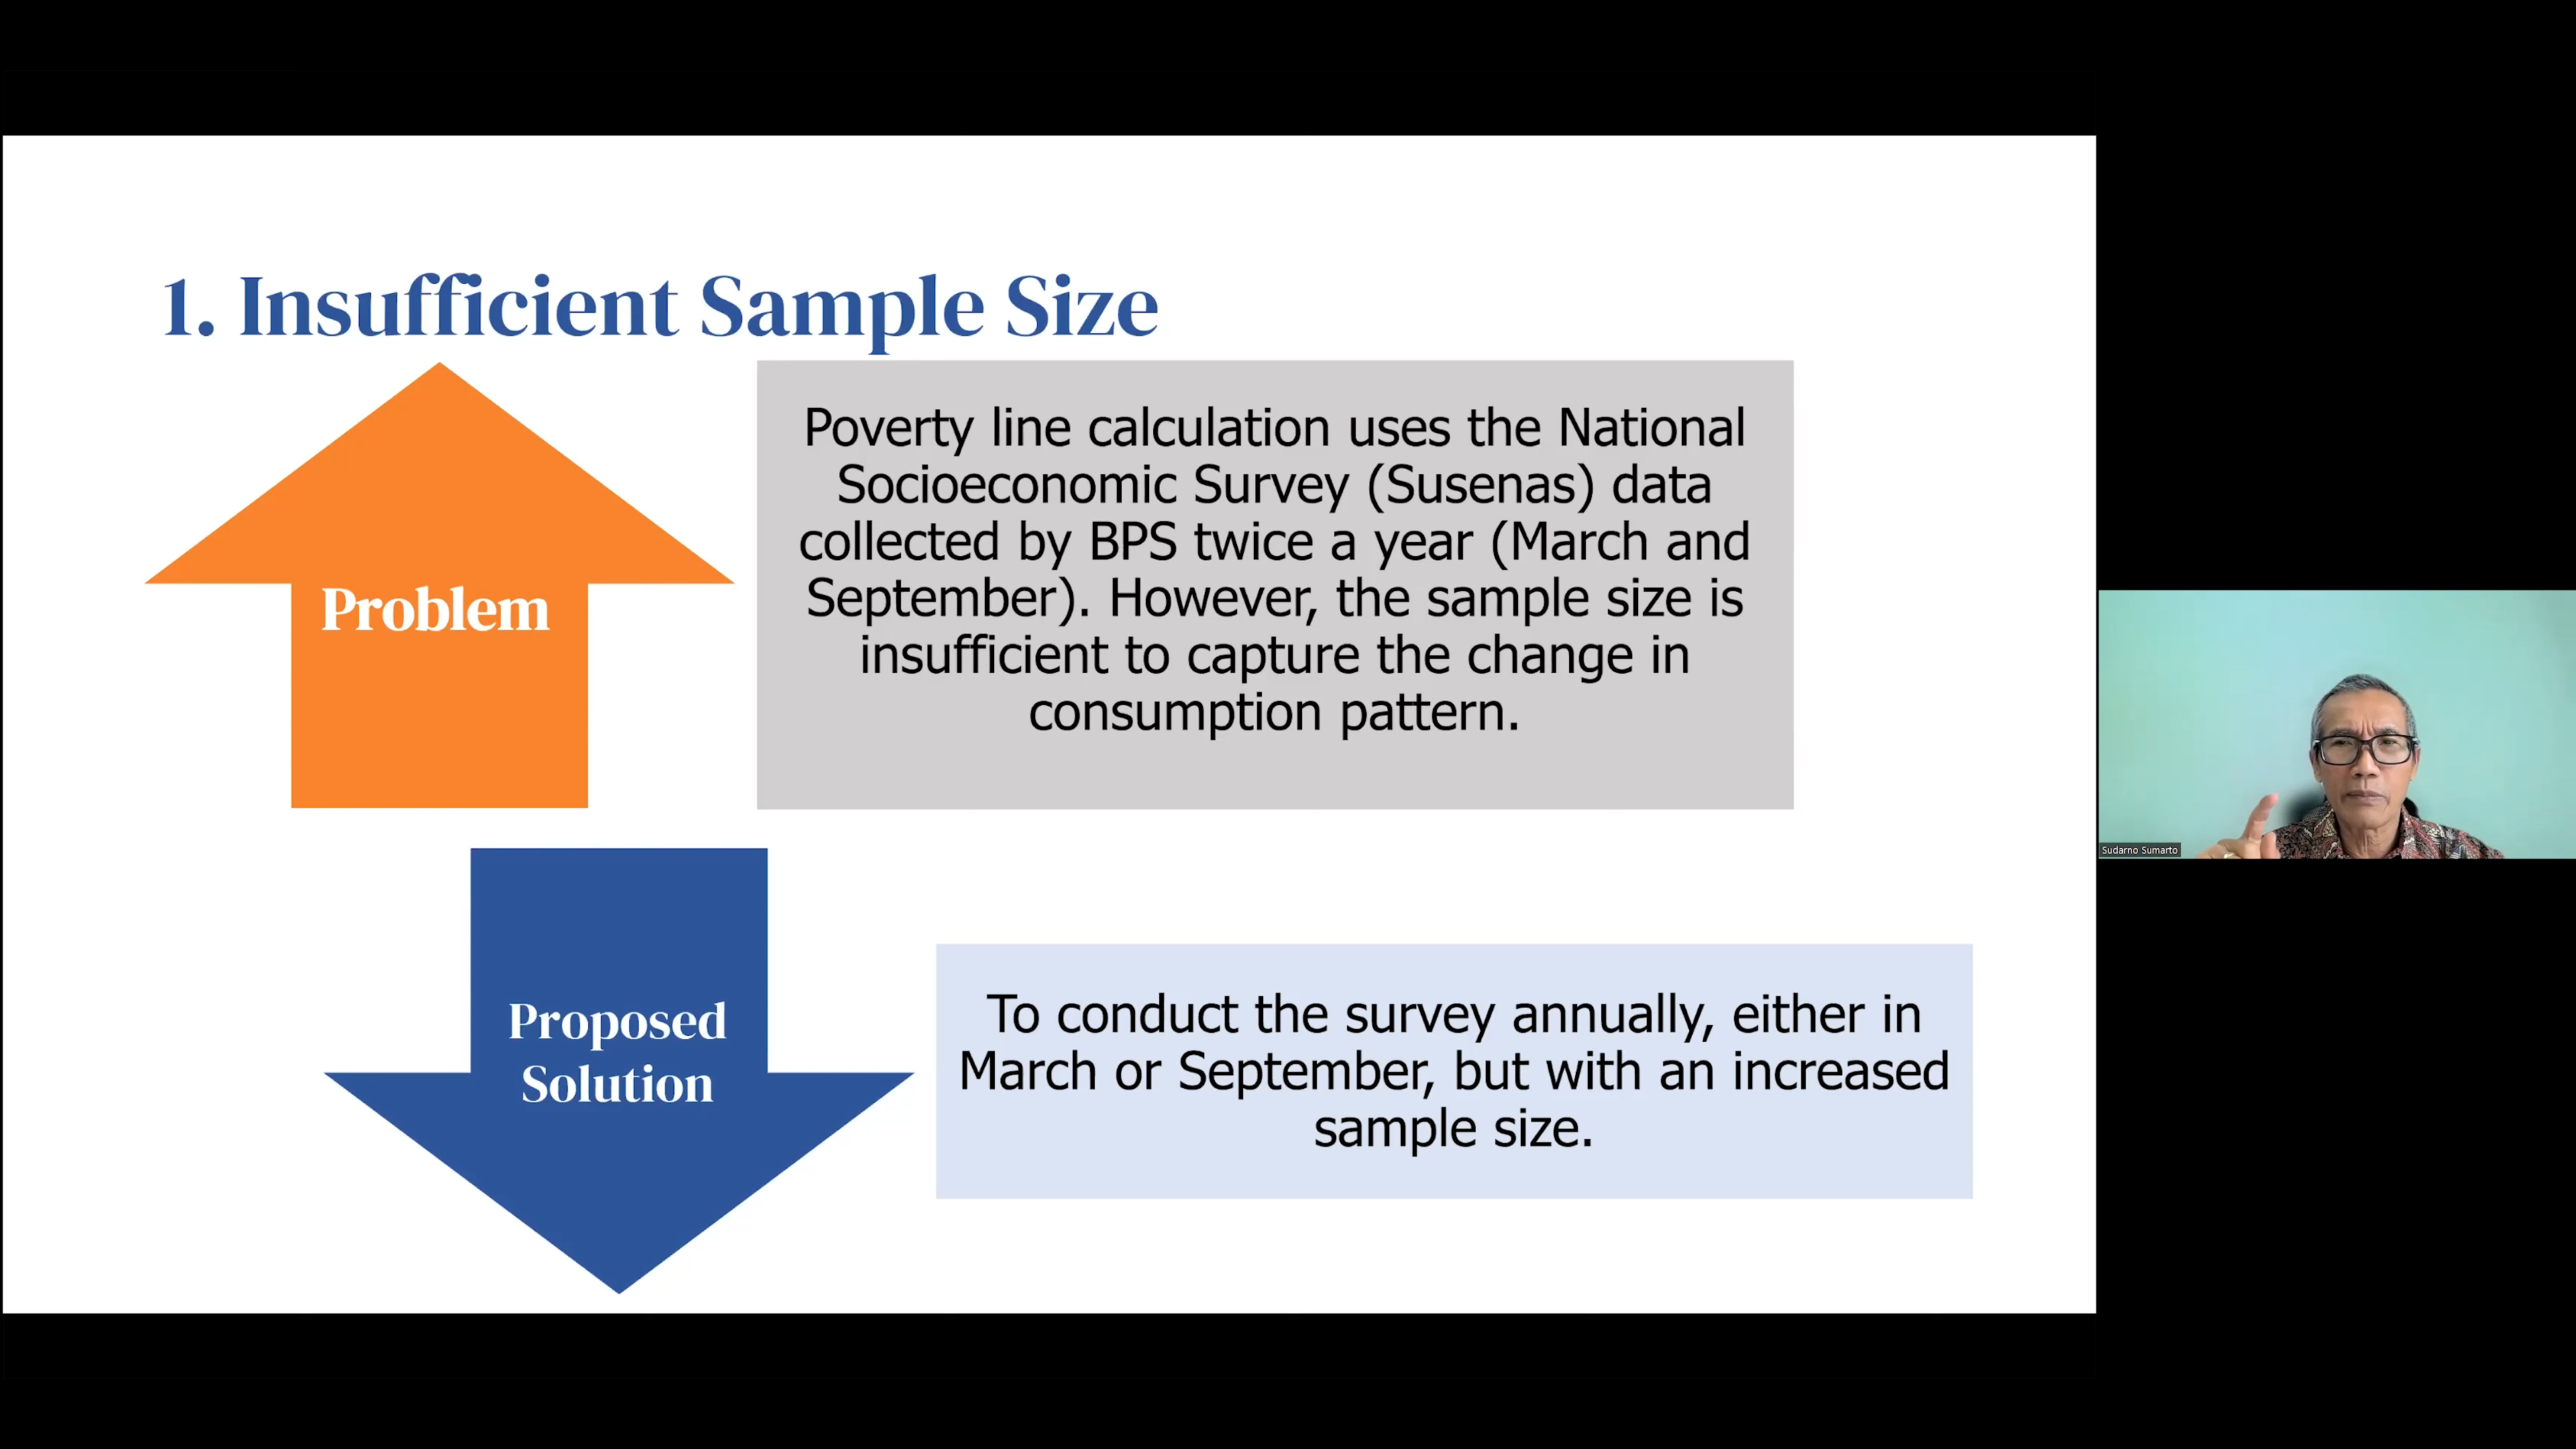 1. Insufficient Sample Size
Problem
Poverty line calculation uses the National
Socioeconomic Survey (Susenas) data
collected by BPS twice a year (March and
September). However, the sample size is
insufficient to capture the change in
consumption pattern.
Proposed
Solution
To conduct the survey annually, either in
March or September, but with an increased
sample size.
Sudarno Sumarto